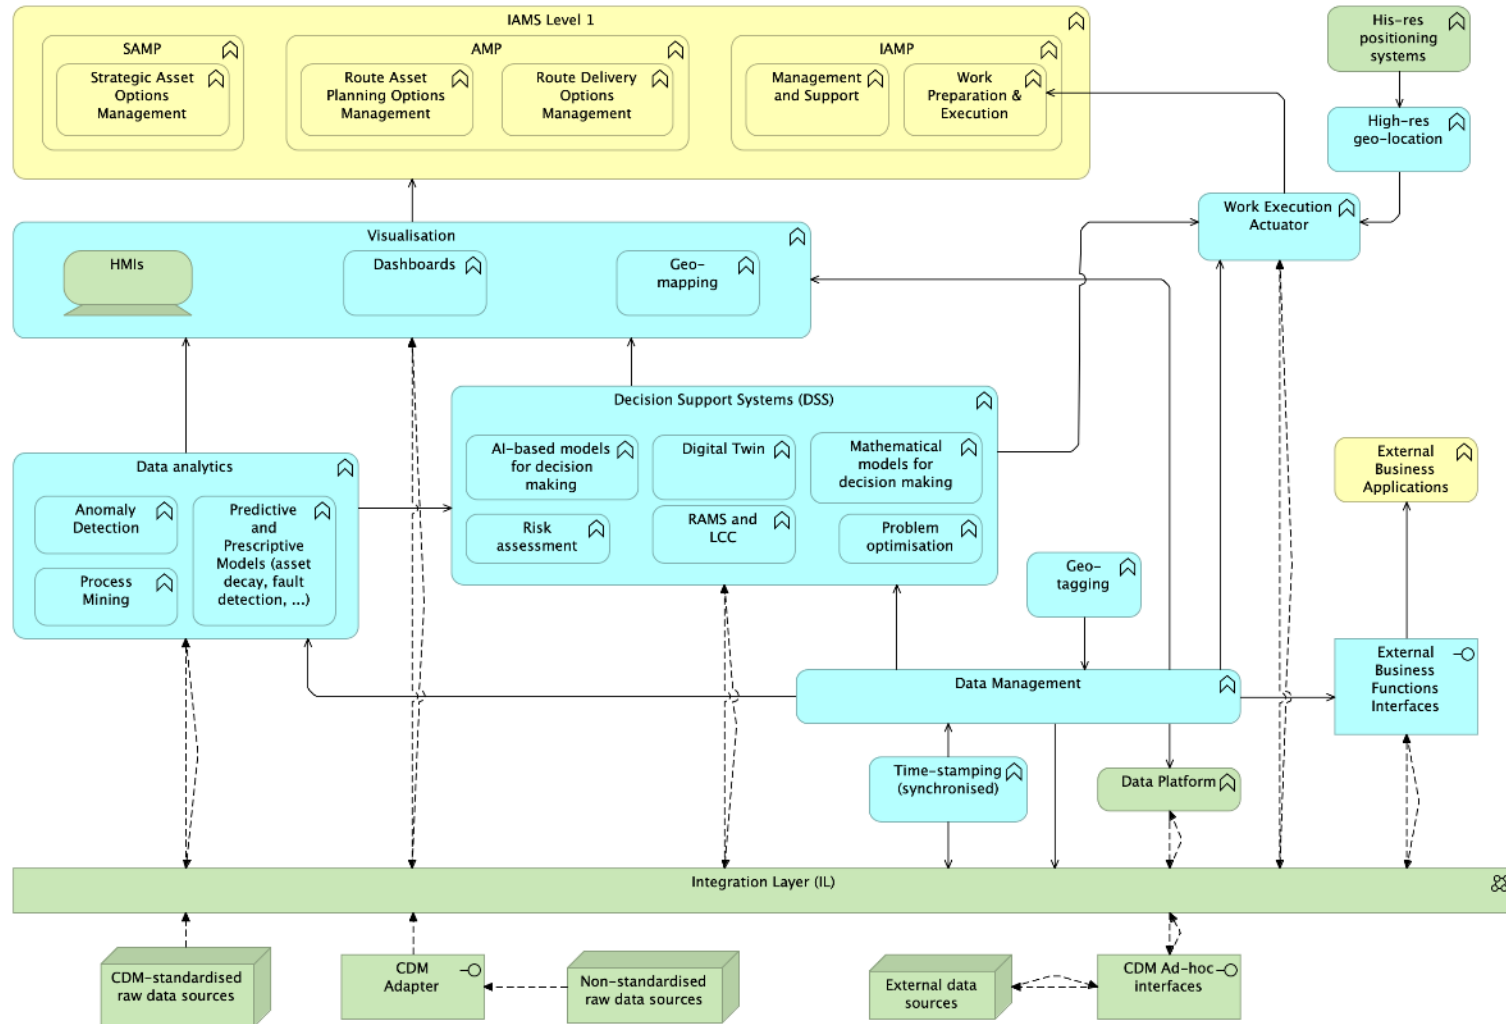 IAMS Level 1
SAMP
Strategic Asset
Options
Management
AMP
Route Asset
Planning Options
Management
Route Delivery
Options
Management
IAMP
Management
and Support
Work
Preparation &
Execution
His-res
positioning
systems
High-res
geo-location
Work Execution
Actuator
Visualisation
HMIs
Dashboards
Geo-
mapping
Decision Support Systems (DSS)
AI-based models
for decision
making
Digital Twin
Mathematical
models for
decision making
Risk
assessment
RAMS and
LCC
Problem
optimisation
Data analytics
Anomaly
Detection
Process
Mining
Predictive
and
Prescriptive
Models (asset
decay, fault
detection, ...)
External
Business
Applications
Geo-
tagging
External
Business
Functions
Interfaces
Data Management
Time-stamping
(synchronised)
Data Platform
Integration Layer (IL)
CDM-standardised
raw data sources
CDM
Adapter
Non-standardised
raw data sources
External data
sources
CDM Ad-hoc
interfaces